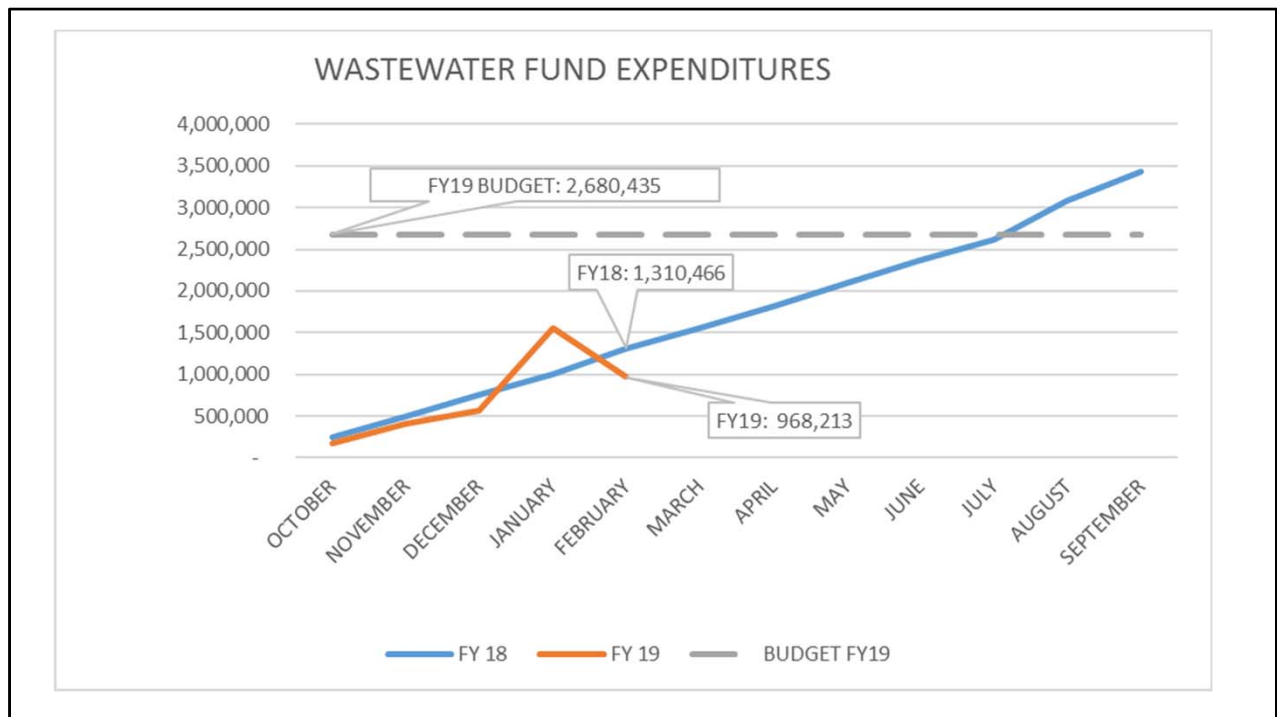 WASTEWATER FUND EXPENDITURES
4,000,000
3,500,000
FY19 BUDGET: 2,680,435
3,000,000
2,500,000
FY18: 1,310,466
2,000,000
1,500,000
1,000,000
FY19: 968,213
500,000
-
OCTOBER
NOVEMBER
DECEMBER
JANUARY
FEBRUARY
MARCH
APRIL
MAY
JUNE
JULY
AUGUST
SEPTEMBER
FY 18
FY 19
BUDGET FY19